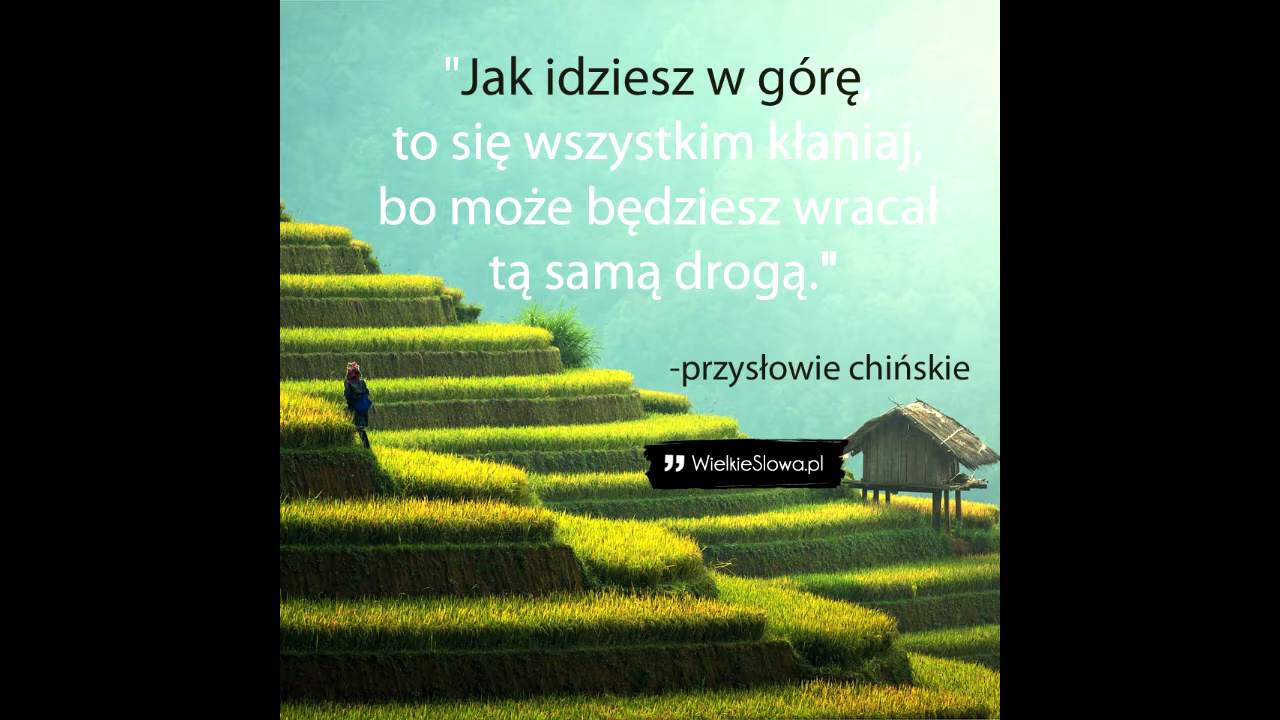 "Jak idziesz w górę,
to się wszystkim kłaniaj,
bo może będziesz wracał
tą samą drogą."
-przysłowie chińskie
WielkieSlowa.pl